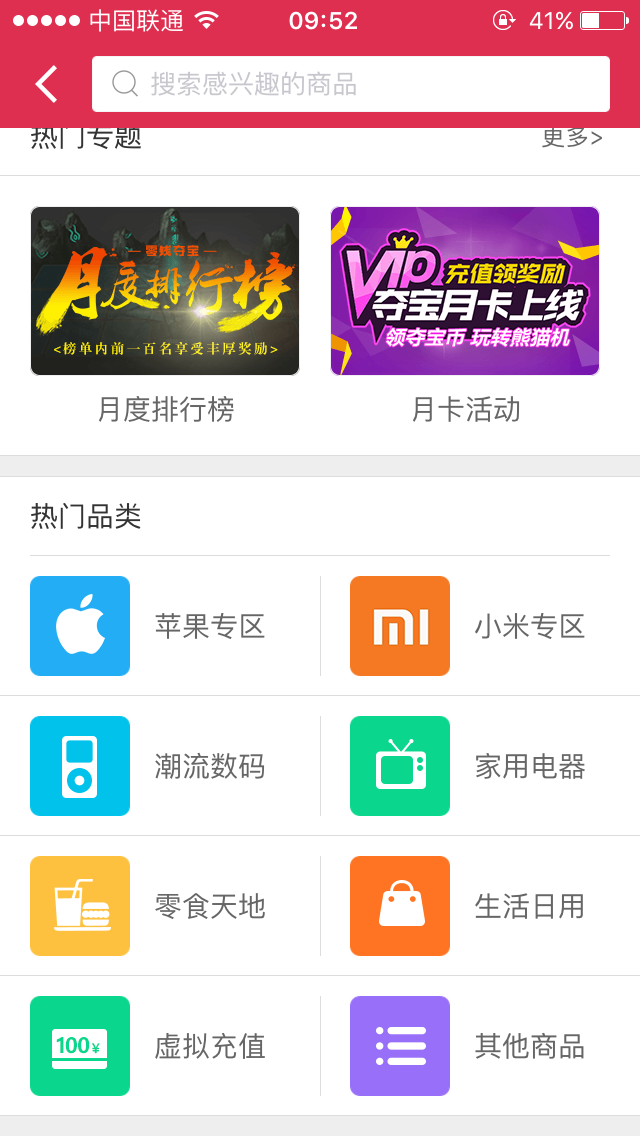 中国联通 09:52 41%
搜索感兴趣的商品
热门专题 更多>
零钱夺宝
月度排行榜
<榜单内前一百名享受丰厚奖励>
VIP 充值领奖励
夺宝月卡上线
领夺宝币 玩转熊猫机
月度排行榜 月卡活动
热门品类
苹果专区 小米专区
潮流数码 家用电器
零食天地 生活日用
100¥ 虚拟充值 其他商品